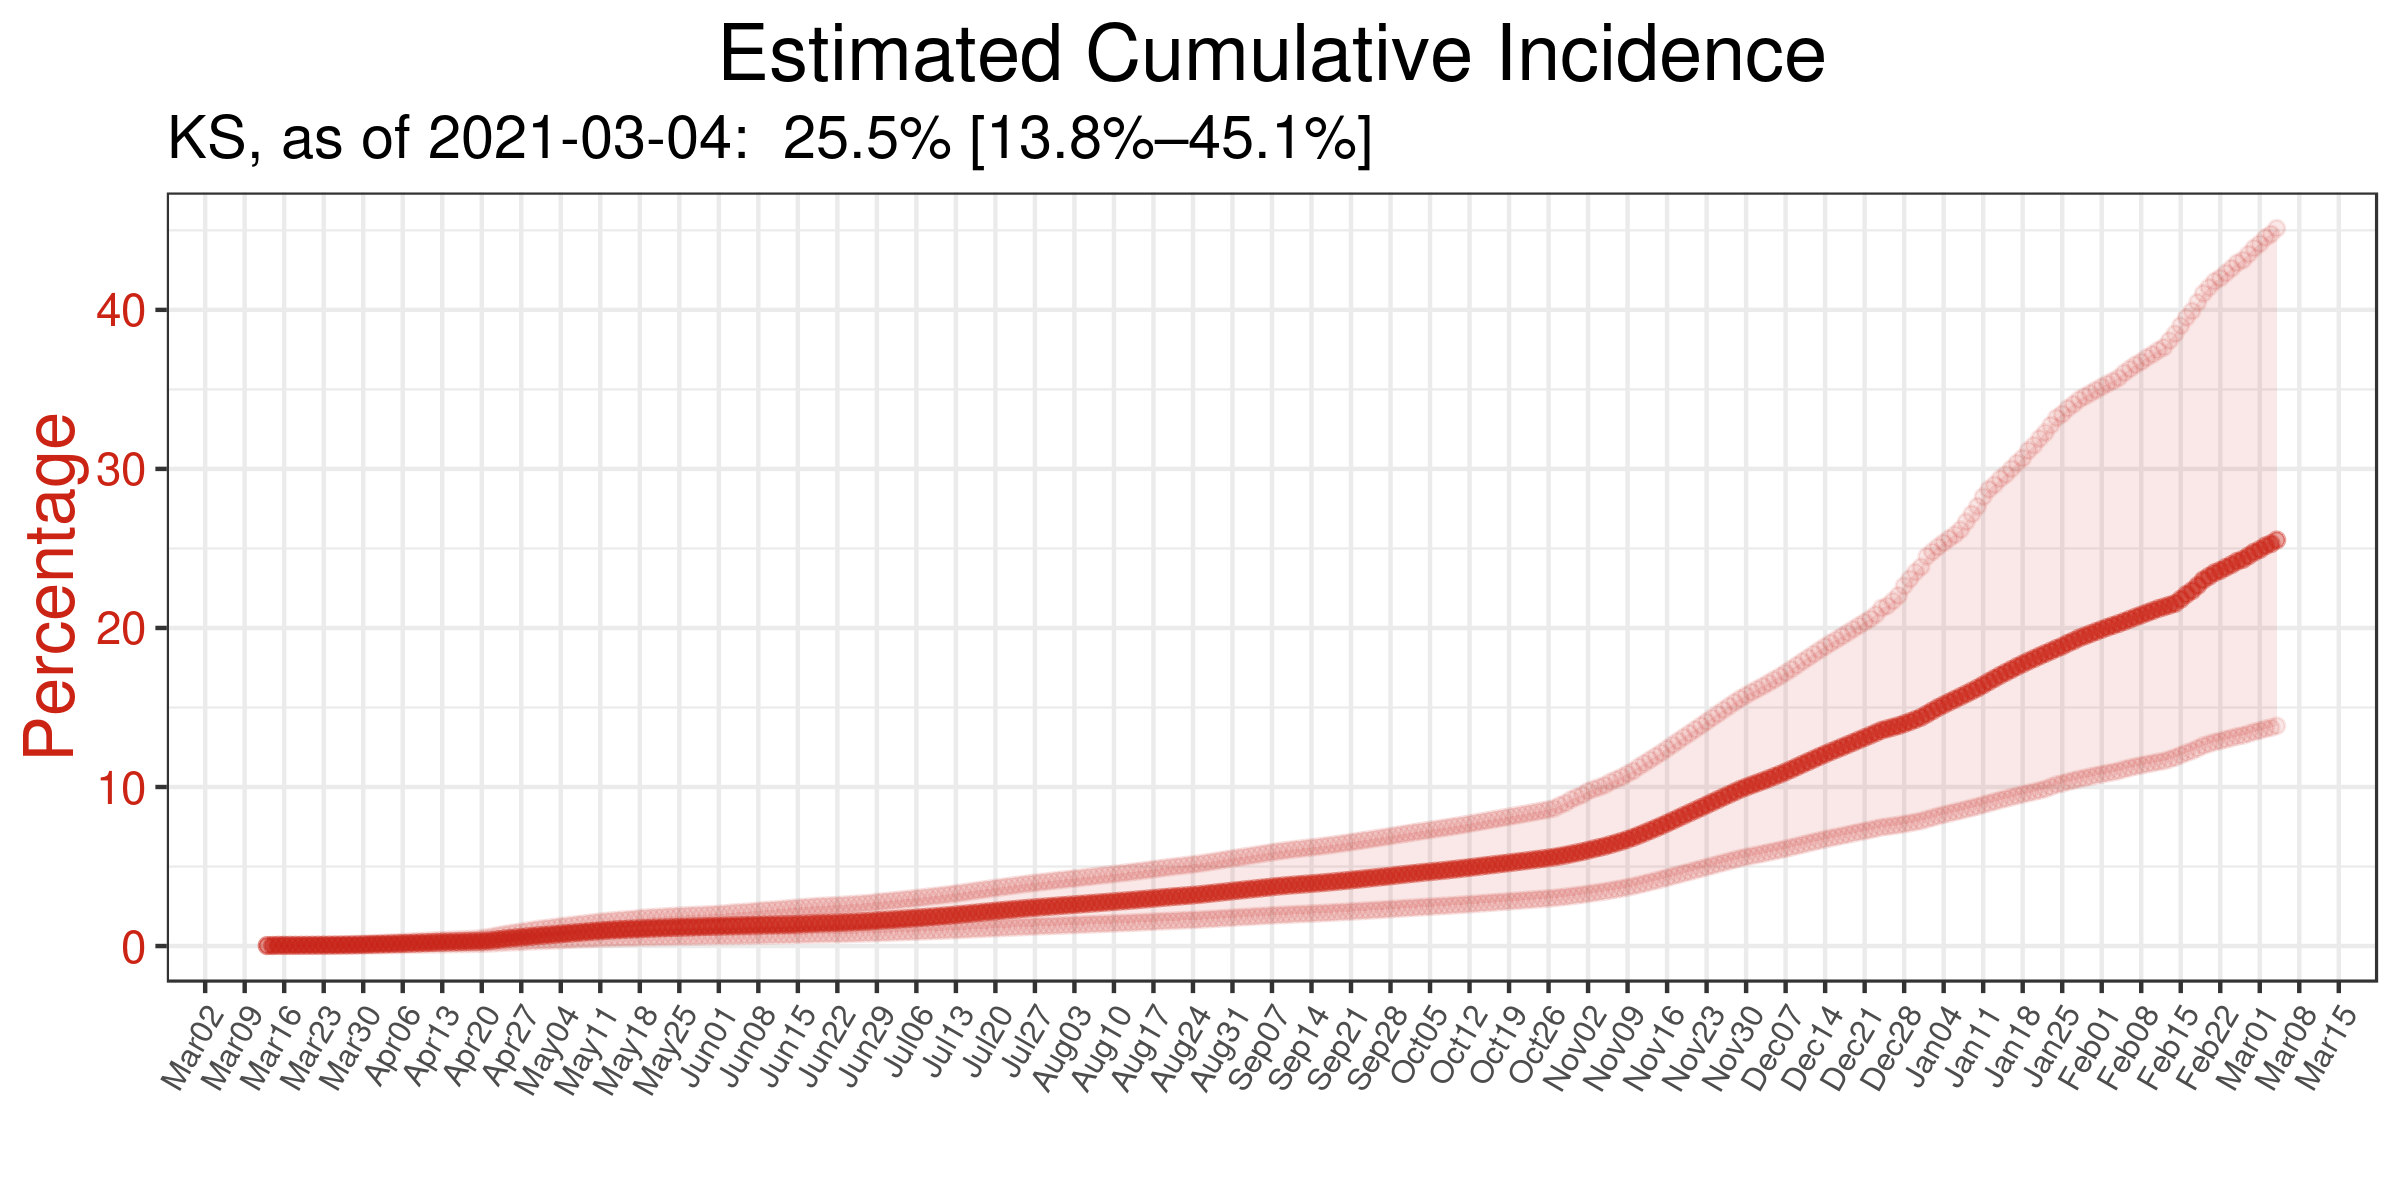 Estimated Cumulative Incidence
KS, as of 2021-03-04:  25.5% [13.8%–45.1%]
Percentage
40
30
20
10
0
Mar02
Mar09
Mar16
Mar23
Mar30
Apr06
Apr13
Apr20
Apr27
May04
May11
May18
May25
Jun01
Jun08
Jun15
Jun22
Jun29
Jul06
Jul13
Jul20
Jul27
Aug03
Aug10
Aug17
Aug24
Aug31
Sep07
Sep14
Sep21
Sep28
Oct05
Oct12
Oct19
Oct26
Nov02
Nov09
Nov16
Nov23
Nov30
Dec07
Dec14
Dec21
Dec28
Jan04
Jan11
Jan18
Jan25
Feb01
Feb08
Feb15
Feb22
Mar01
Mar08
Mar15